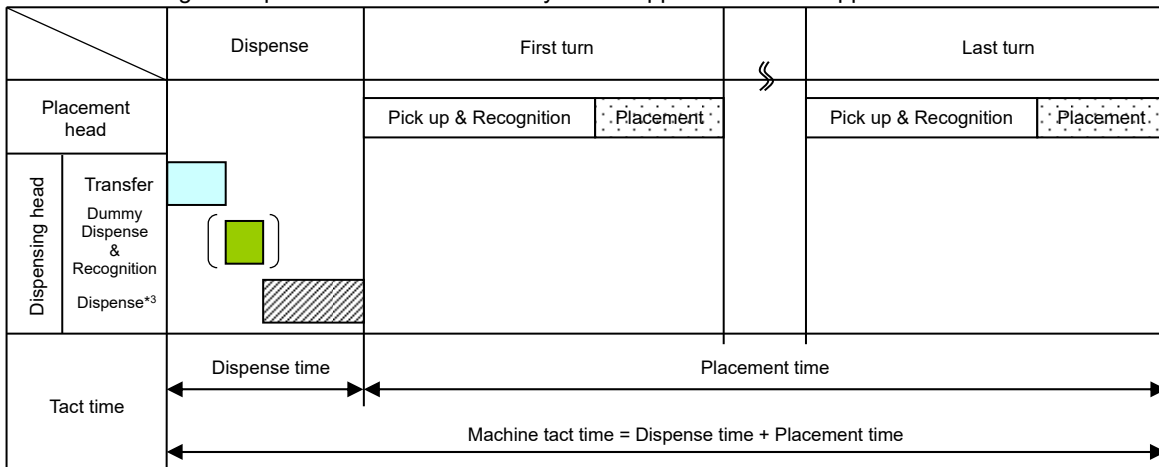 Dispense
First turn
Last turn
Placement
head
Pick up & Recognition
Placement
Pick up & Recognition
Placement
Dispensing head
Transfer
Dummy
Dispense
&
Recognition
Dispense*3
Tact time
Dispense time
Placement time
Machine tact time = Dispense time + Placement time